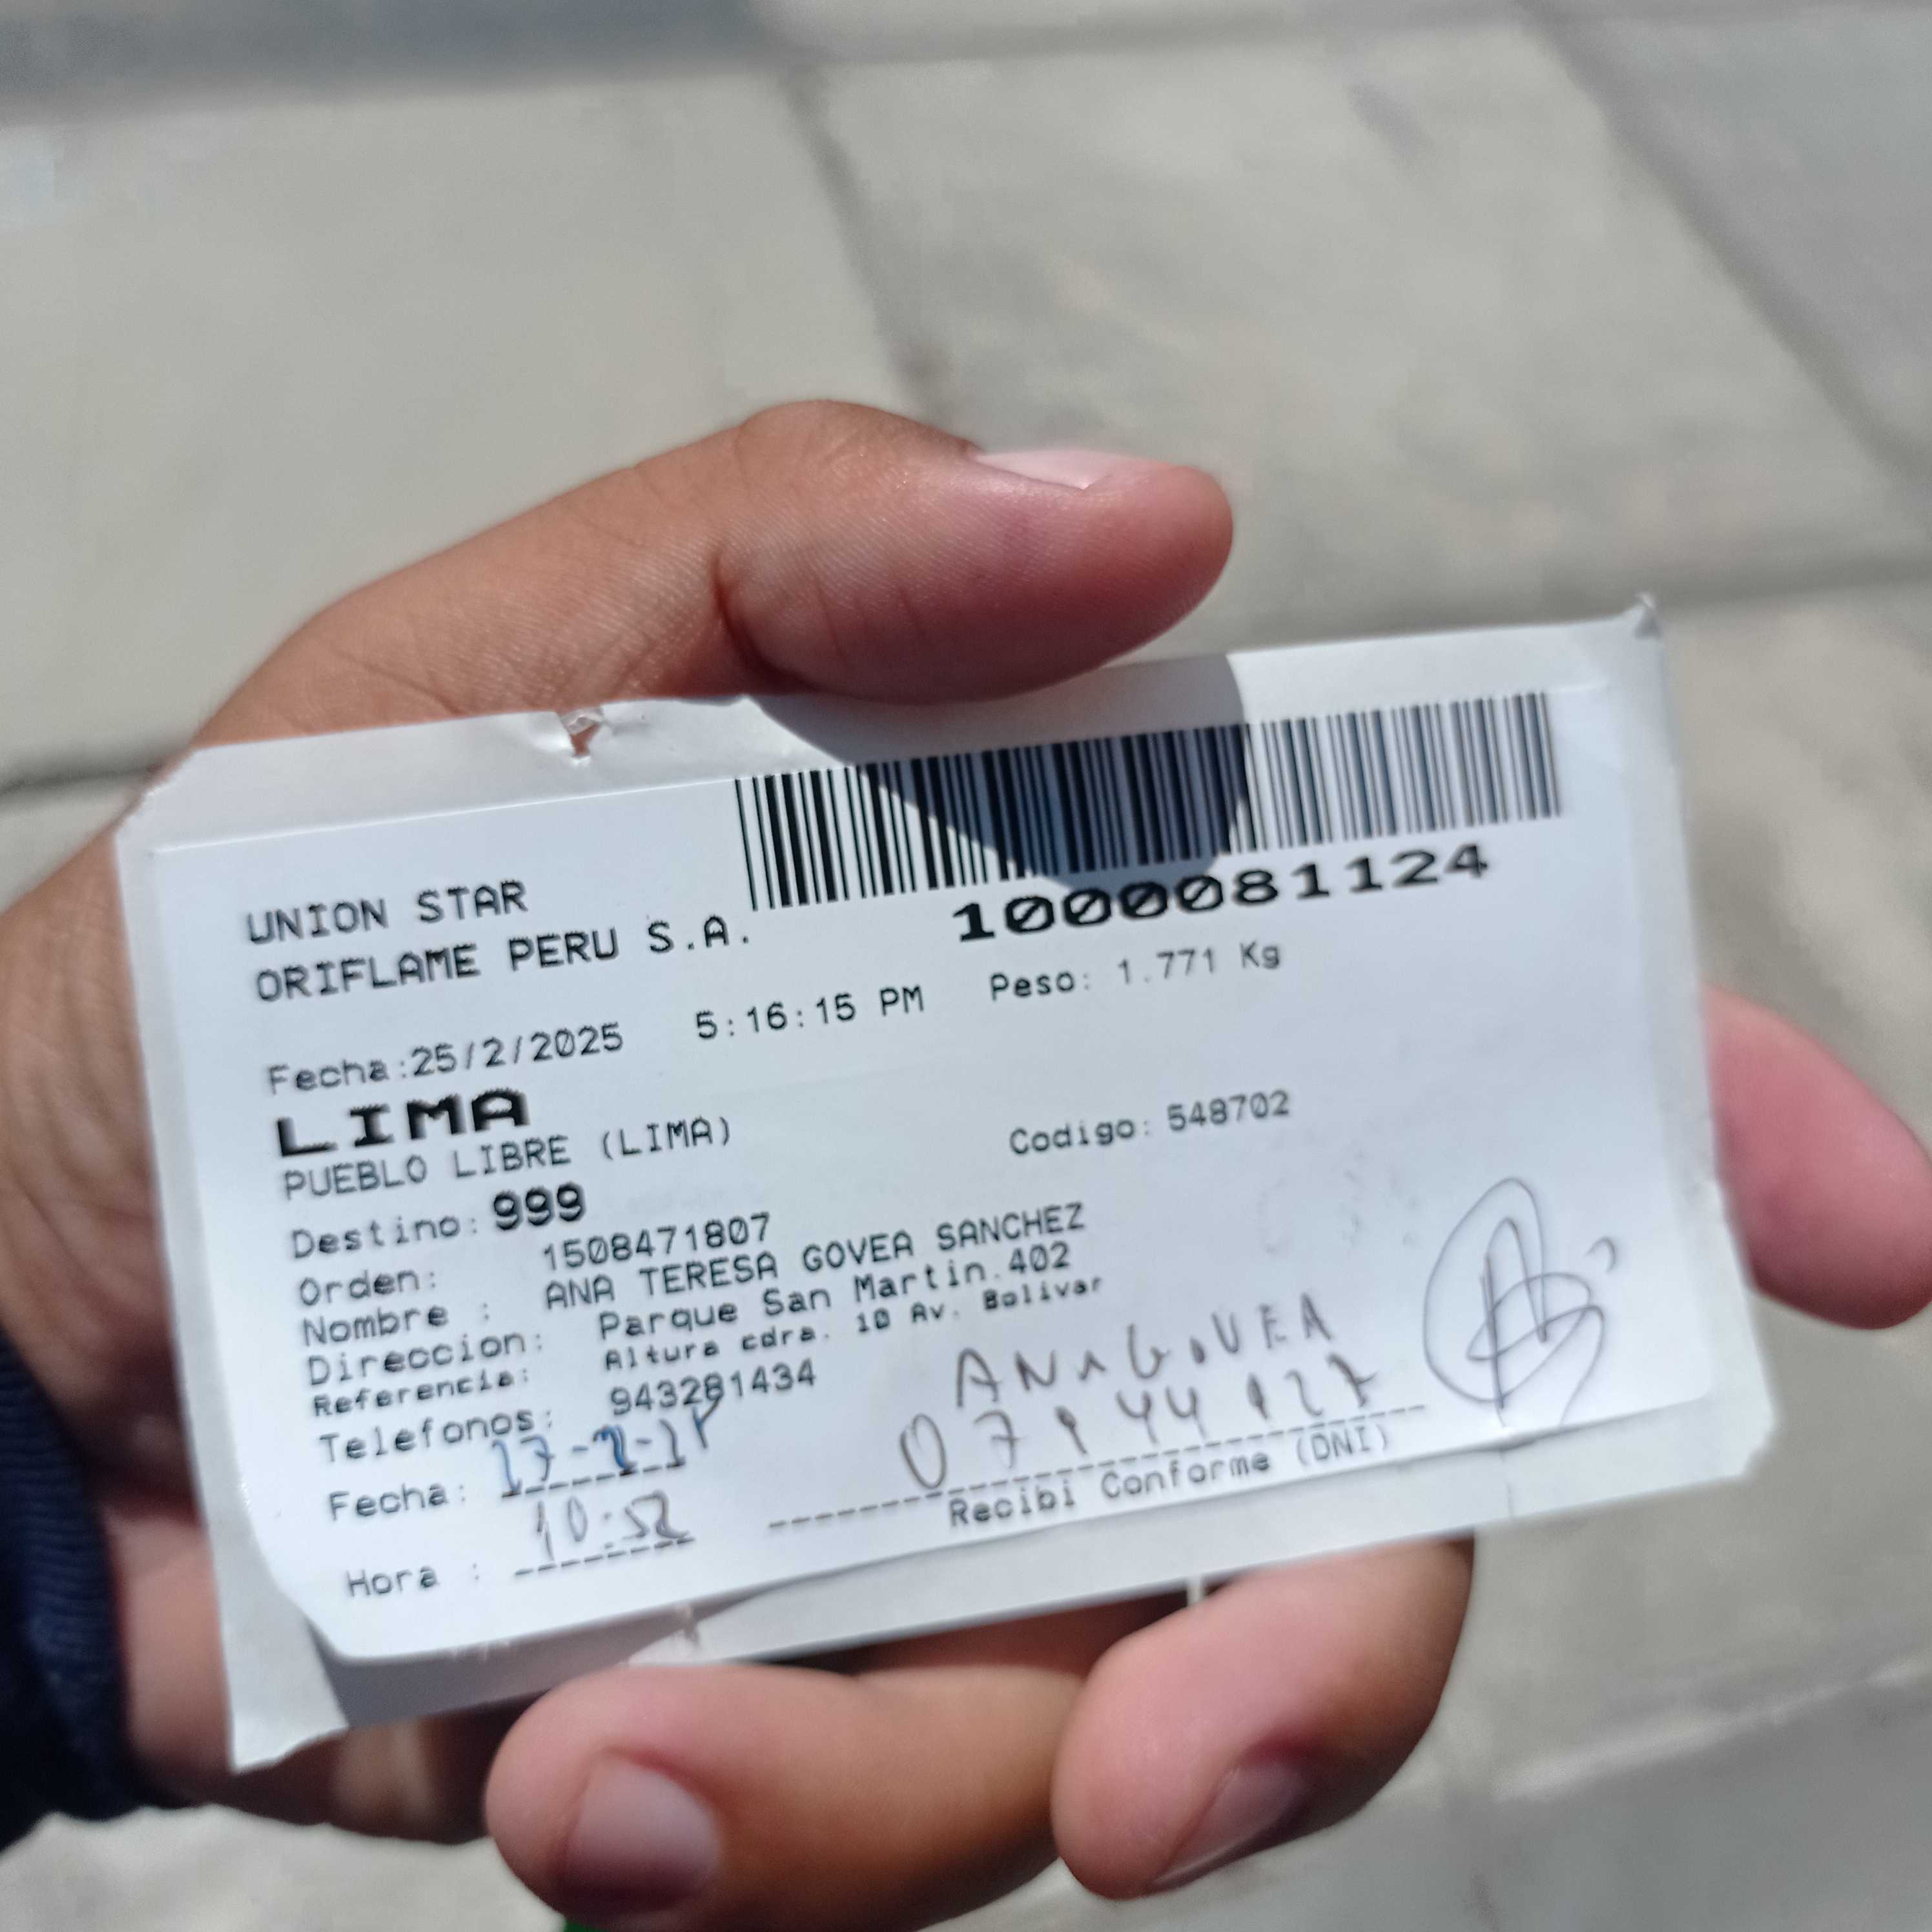 UNION STAR
ORIFLAME PERU S.A.
1000081124
Fecha:25/2/2025 5:16:15 PM Peso: 1.771 Kg
LIMA
PUEBLO LIBRE (LIMA)
Codigo: 548702
Destino: 999
Orden: 1508471807
Nombre : ANA TERESA GOVEA SANCHEZ
Direccion: Parque San Martin.402
Referencia: Altura cdra. 10 Av. Bolivar
Telefonos: 943281434
ANA GOVEA
Fecha:
Hora : 10:52
Recibi Conforme (DNI)